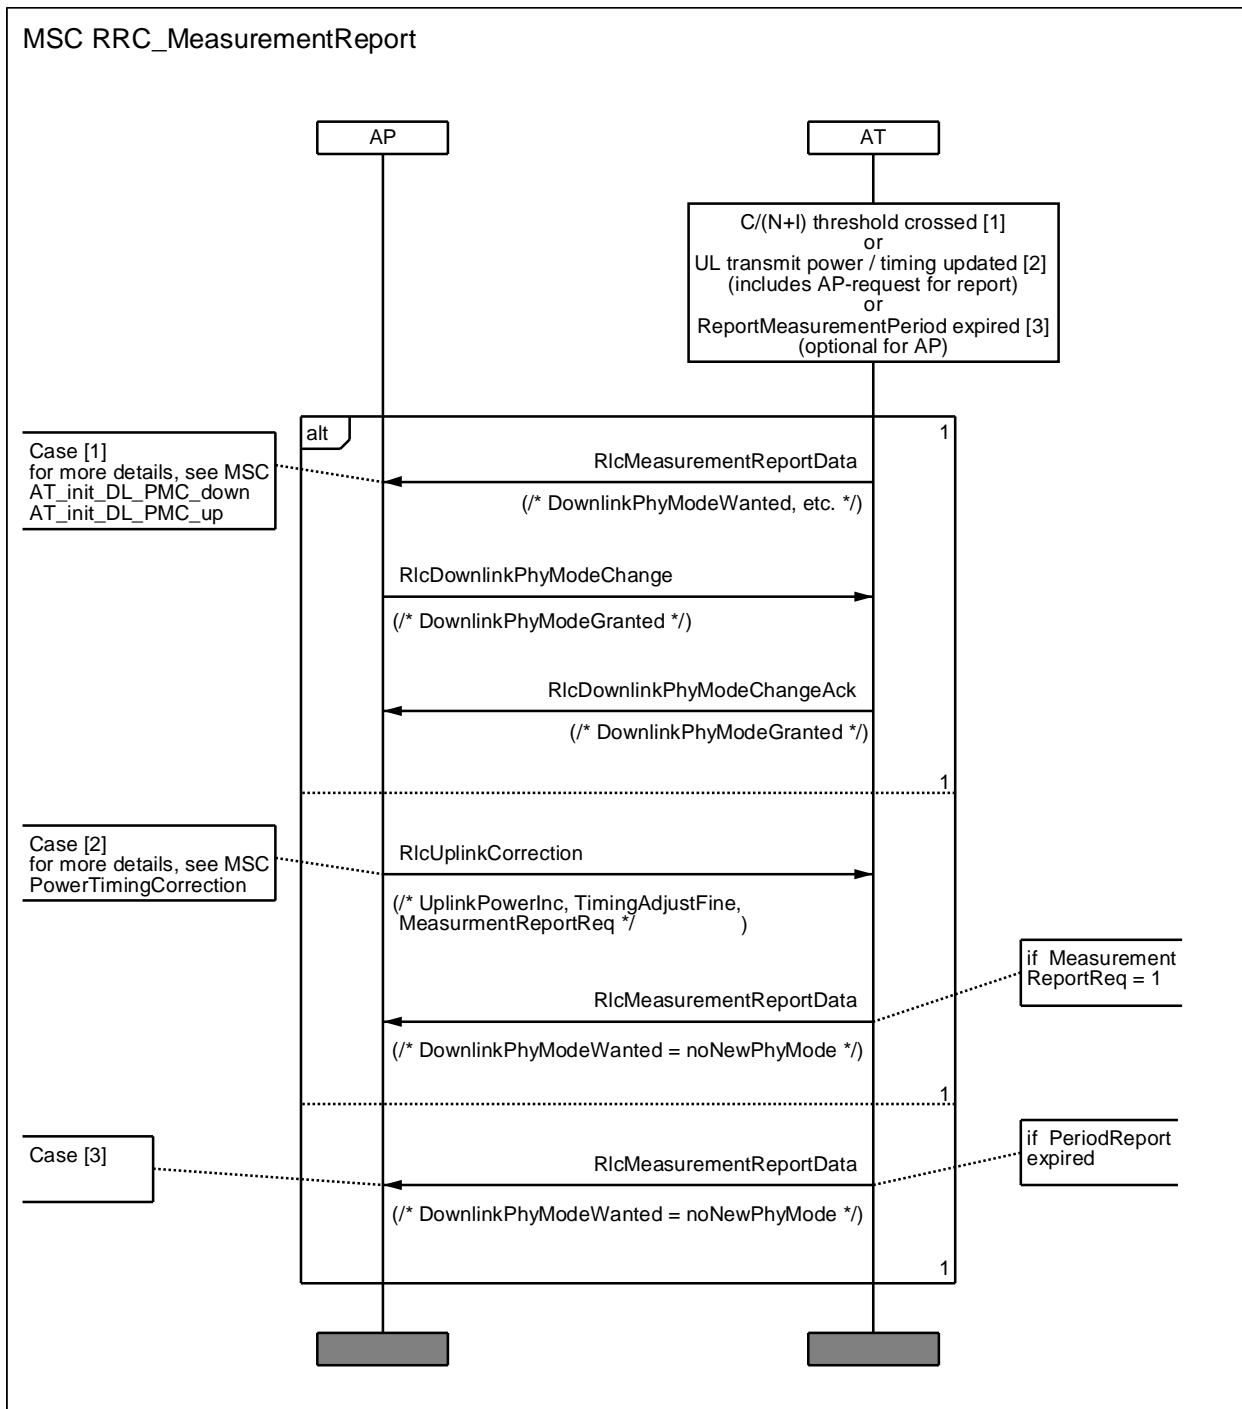 MSC RRC_MeasurementReport
AP
AT
C/(N+I) threshold crossed [1]
or
UL transmit power / timing updated [2]
(includes AP-request for report)
or
ReportMeasurementPeriod expired [3]
(optional for AP)
alt
1
Case [1]
for more details, see MSC
AT_init_DL_PMC_down
AT_init_DL_PMC_up
RlcMeasurementReportData
(/* DownlinkPhyModeWanted, etc. */)
RlcDownlinkPhyModeChange
(/* DownlinkPhyModeGranted */)
RlcDownlinkPhyModeChangeAck
(/* DownlinkPhyModeGranted */)
1
Case [2]
for more details, see MSC
PowerTimingCorrection
RlcUplinkCorrection
(/* UplinkPowerInc, TimingAdjustFine,
MeasurmentReportReq */ )
if Measurement
ReportReq = 1
RlcMeasurementReportData
(/* DownlinkPhyModeWanted = noNewPhyMode */)
1
Case [3]
if PeriodReport
expired
RlcMeasurementReportData
(/* DownlinkPhyModeWanted = noNewPhyMode */)
1